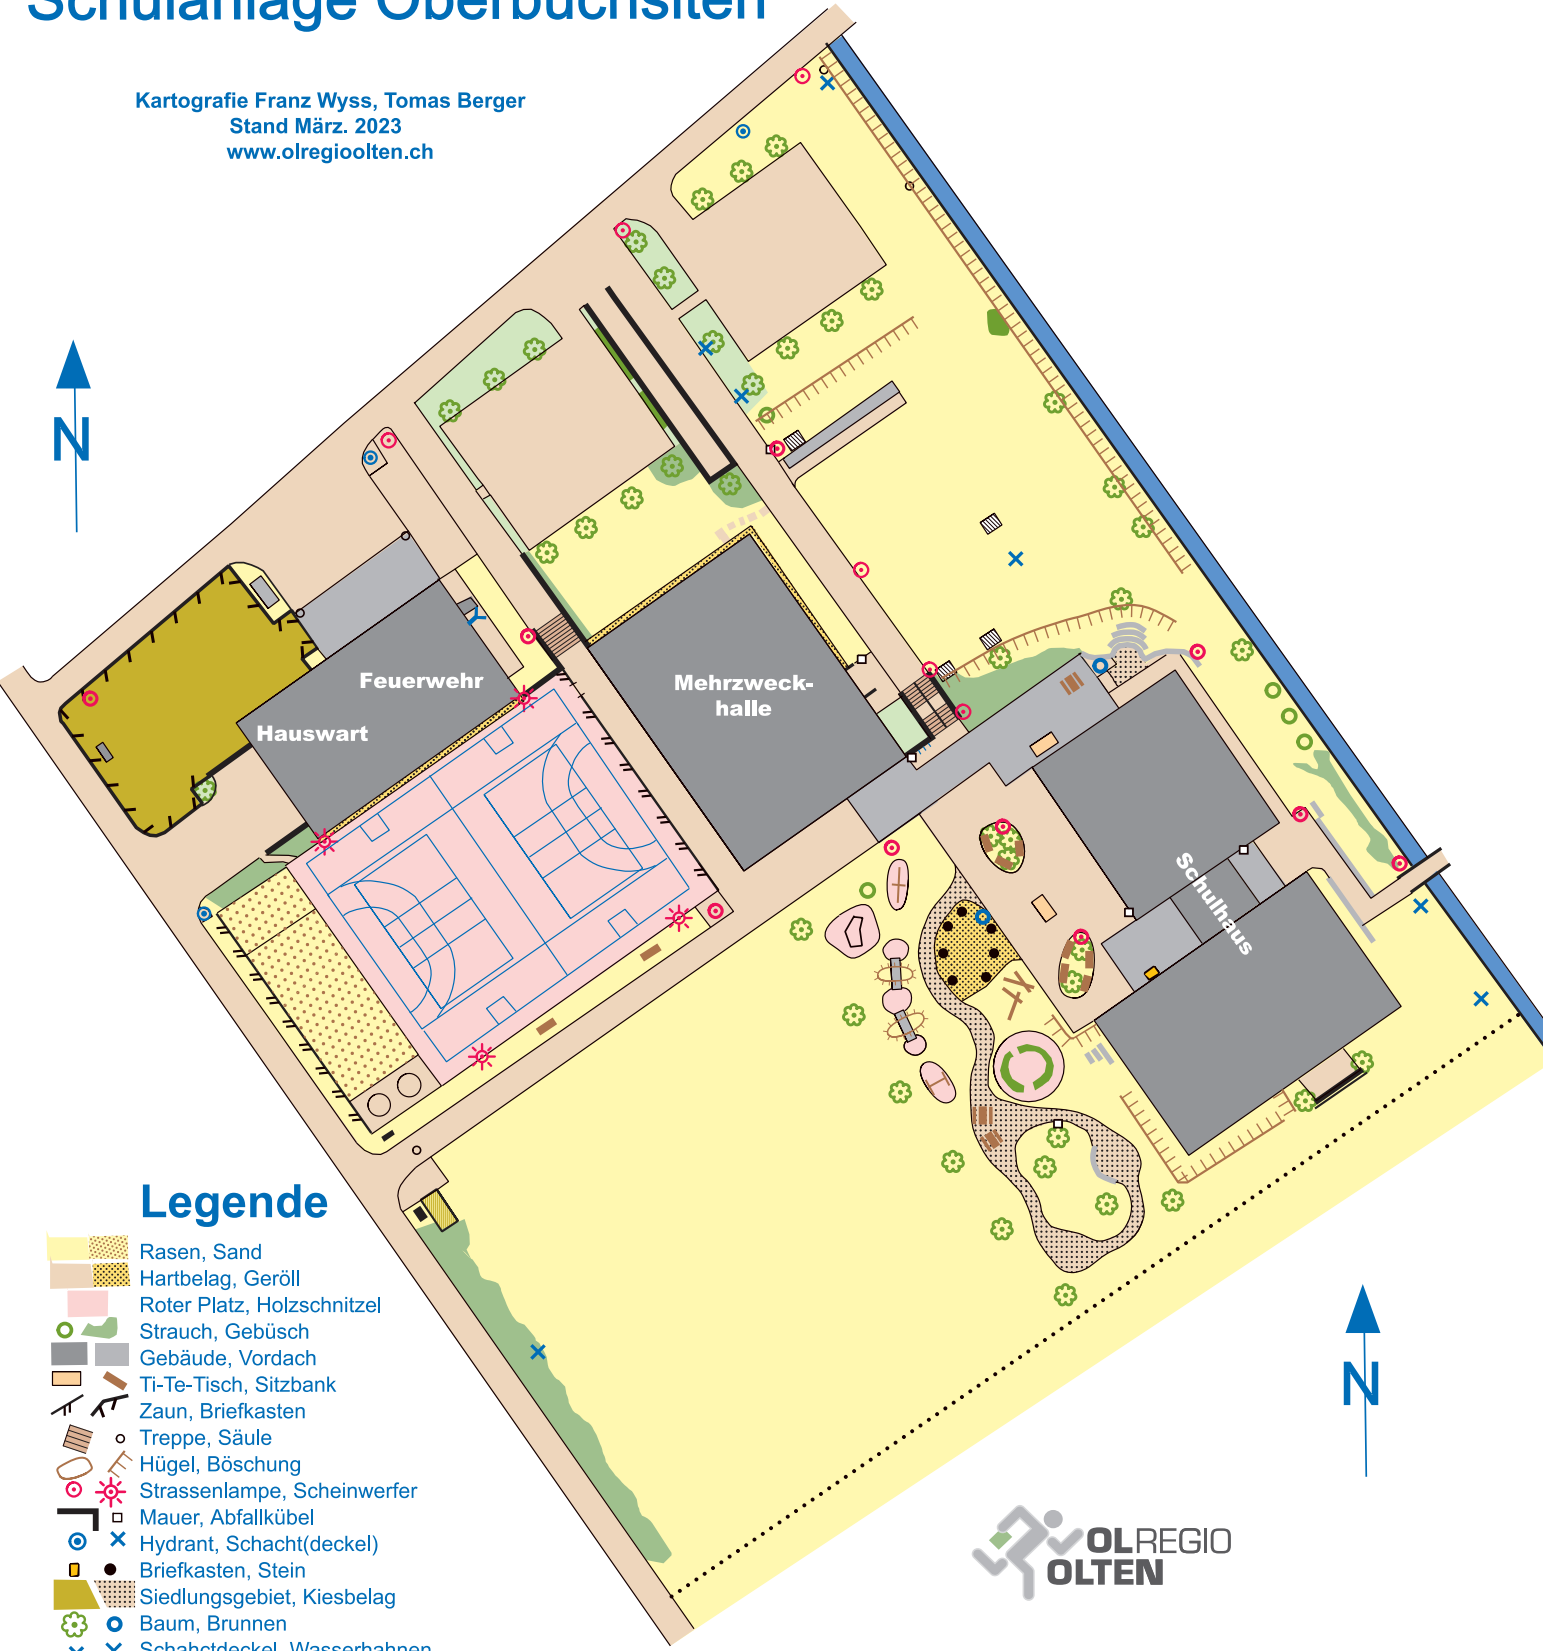 Schulanlage Oberbuchsiten
Kartografie Franz Wyss, Tomas Berger
Stand März. 2023
www.olregioolten.ch
N
Feuerwehr
Hauswart
Mehrzweck-
halle
Schulhaus
Legende
Rasen, Sand
Hartbelag, Geröll
Roter Platz, Holzschnitzel
Strauch, Gebüsch
Gebäude, Vordach
Ti-Te-Tisch, Sitzbank
Zaun, Briefkasten
Treppe, Säule
Hügel, Böschung
Strassenlampe, Scheinwerfer
Mauer, Abfallkübel
Hydrant, Schacht(deckel)
Briefkasten, Stein
Siedlungsgebiet, Kiesbelag
Baum, Brunnen
Schahctdeckel, Wasserhahnen
N
OLREGIO
OLTEN